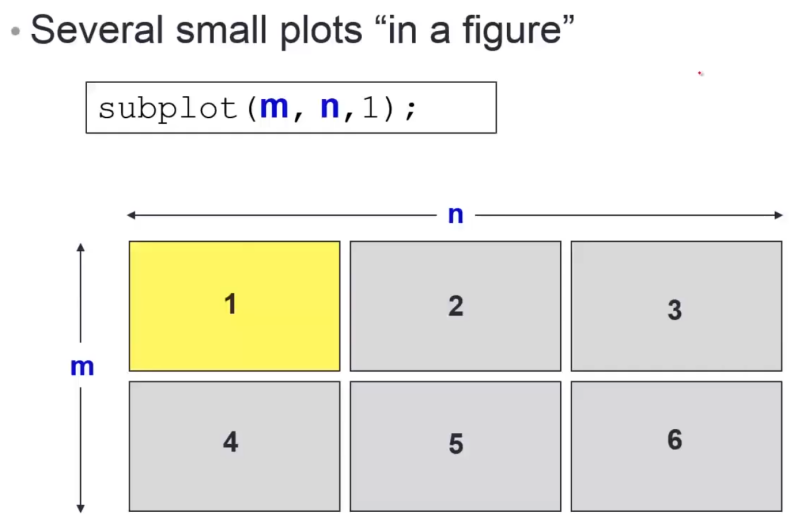 • Several small plots “in a figure”
subplot(m, n,1);
n
1
2
3
m
4
5
6